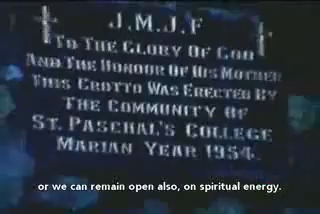 J.M.J.F
TO THE GLORY OF GOD
AND THE HONOUR OF HIS MOTHER
THIS GROTTO WAS ERECTED BY
THE COMMUNITY OF
ST. PASCHAL'S COLLEGE
MARIAN YEAR 1954.
or we can remain open also, on spiritual energy.